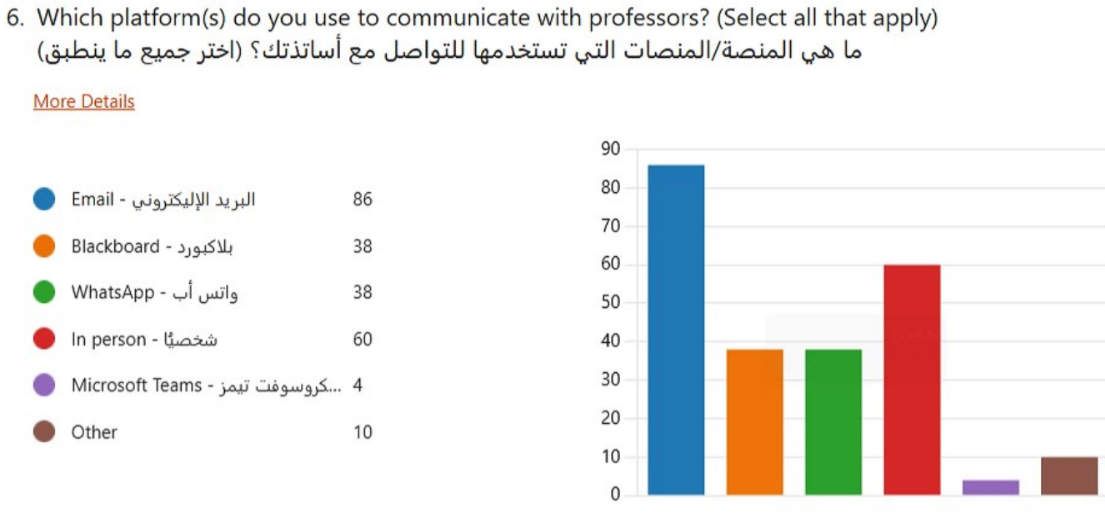 6. Which platform(s) do you use to communicate with professors? (Select all that apply)
ما هي المنصة/المنصات التي تستخدمها للتواصل مع أساتذتك؟ (اختر جميع ما ينطبق)
More Details
Email - البريد الإليكتروني 86
Blackboard - بلاكبورد 38
WhatsApp - واتس أب 38
In person - شخصيًا 60
Microsoft Teams - كروسوفت تيمز... 4
Other 10
90
80
70
60
50
40
30
20
10
0